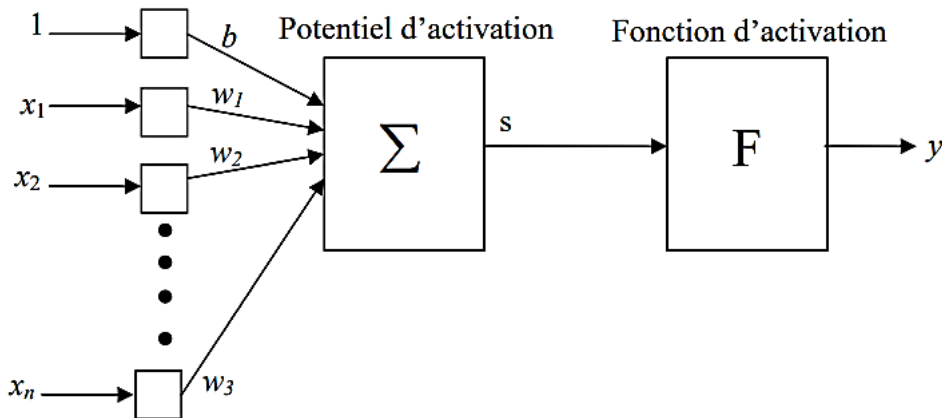 Potentiel d’activation
Fonction d’activation
1
b
x1
w1
x2
w2
Σ
s
F
y
xn
w3